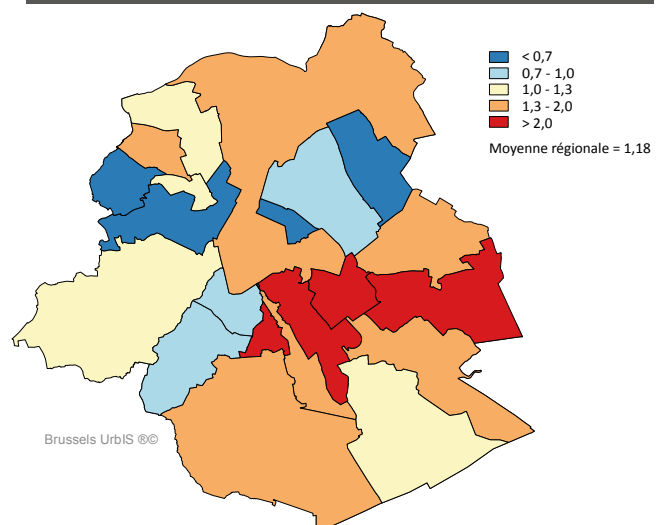 < 0,7
0,7 - 1,0
1,0 - 1,3
1,3 - 2,0
> 2,0
Moyenne régionale = 1,18
Brussels UrbIS ®©